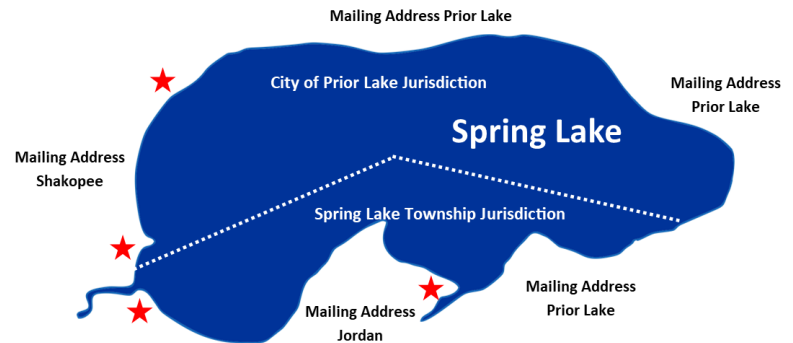 Mailing Address Prior Lake
City of Prior Lake Jurisdiction
Mailing Address
Prior Lake
Spring Lake
Mailing Address
Shakopee
Spring Lake Township Jurisdiction
Mailing Address
Prior Lake
Mailing Address
Jordan